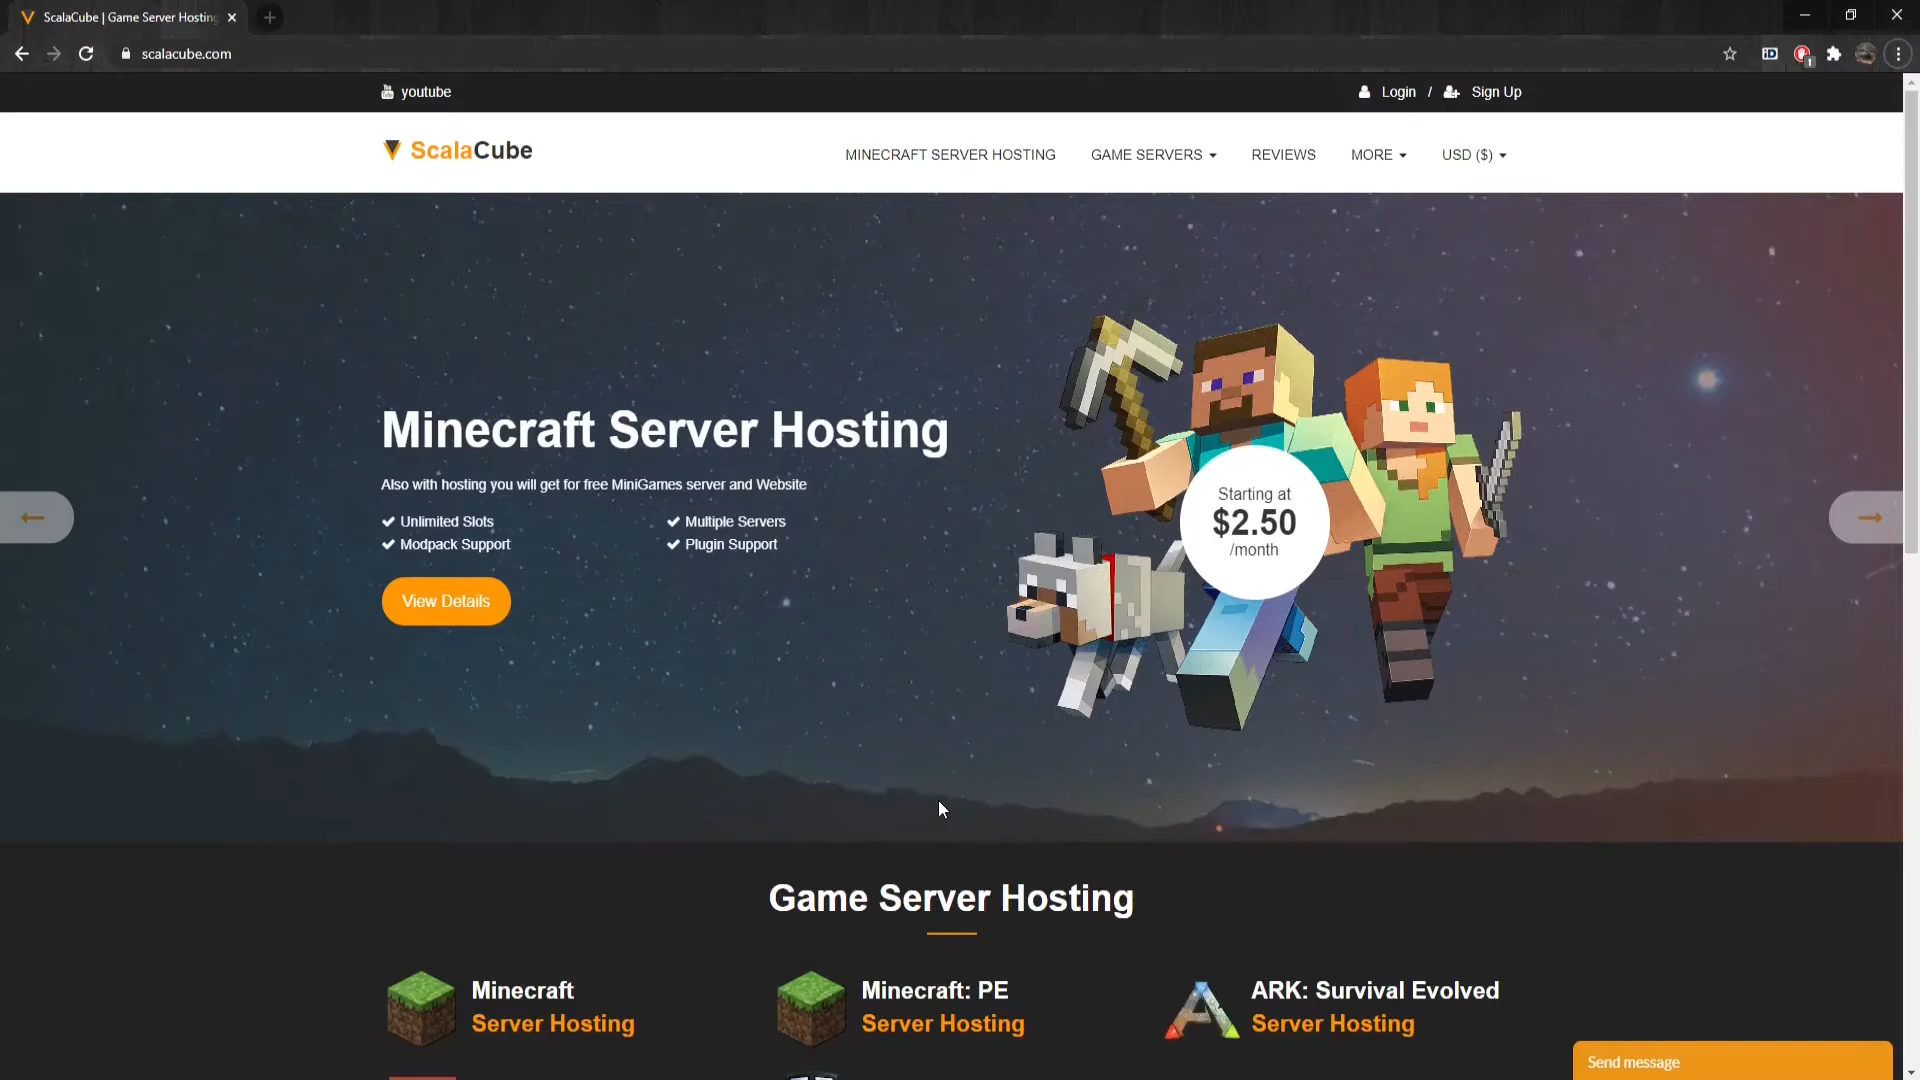 ScalaCube | Game Server Hosting
scalacube.com
1
youtube
Login / Sign Up
ScalaCube
MINECRAFT SERVER HOSTING GAME SERVERS REVIEWS MORE USD ($)
Minecraft Server Hosting
Also with hosting you will get for free MiniGames server and Website
Unlimited Slots Multiple Servers
Modpack Support Plugin Support
View Details
Starting at
$2.50
/month
Game Server Hosting
Minecraft
Server Hosting
Minecraft: PE
Server Hosting
ARK: Survival Evolved
Server Hosting
Send message